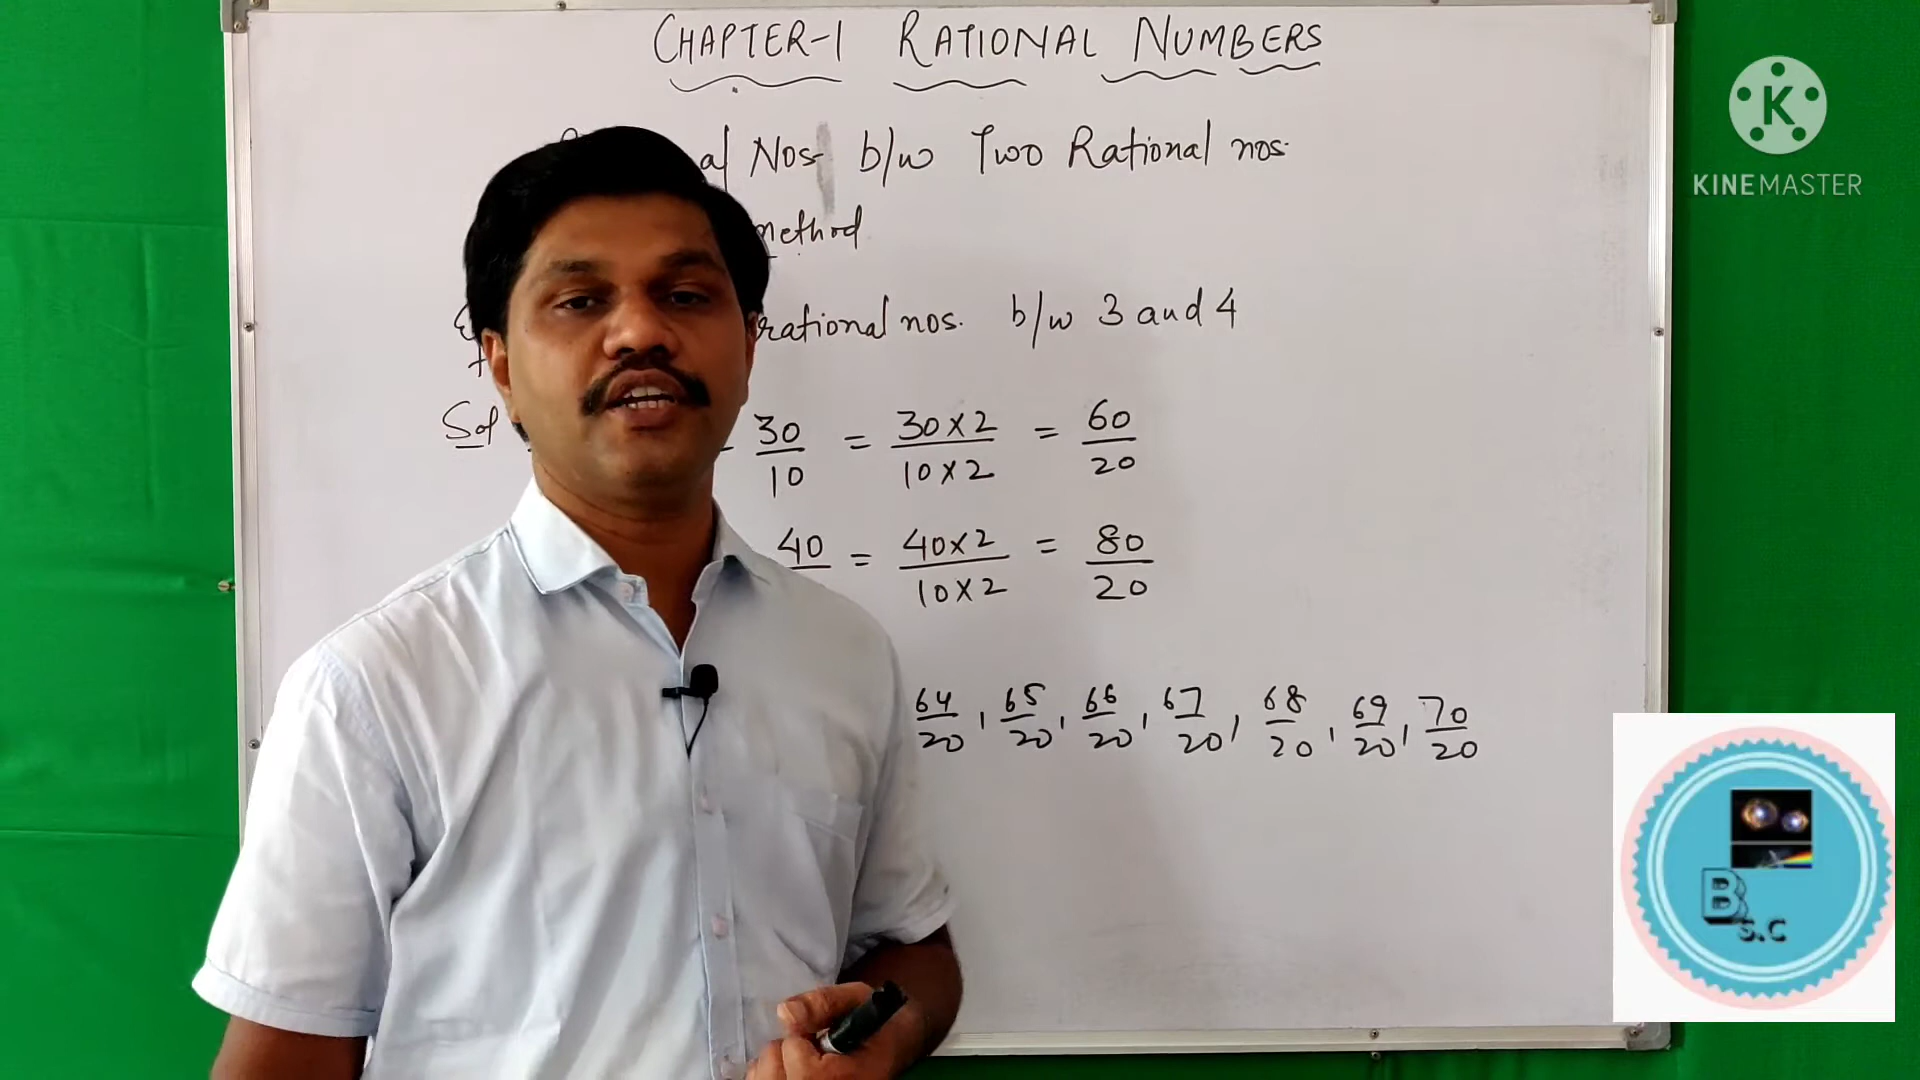 CHAPTER-1 RATIONAL NUMBERS
Nos b/w Two Rational nos.
method
rational nos. b/w 3 and 4
Sol
30/10 = 30×2/10×2 = 60/20
40 = 40×2/10×2 = 80/20
64/20, 65/20, 66/20, 67/20, 68/20, 69/20, 70/20
K
KINEMASTER
B
S.C